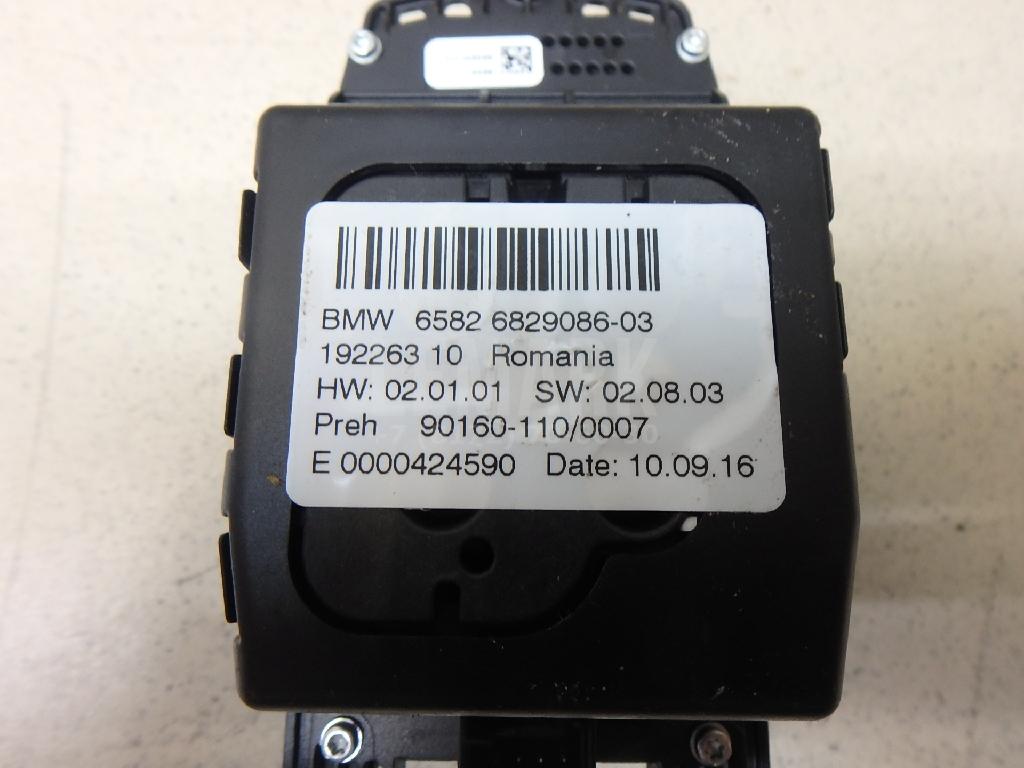 BMW 6582 6829086-03
192263 10 Romania
HW: 02.01.01 SW: 02.08.03
Preh 90160-110/0007
E 0000424590 Date: 10.09.16